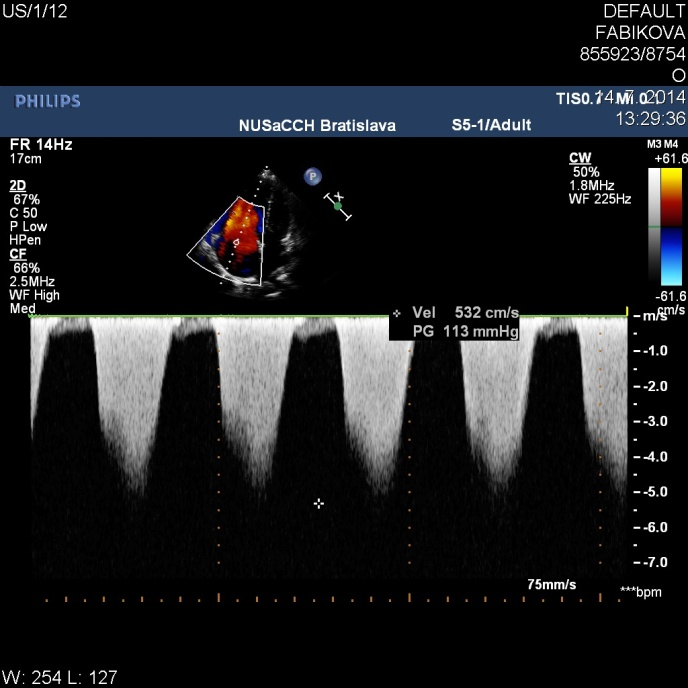 US/1/12
DEFAULT
FABIKOVA
855923/8754
O
14.7.2014
13:29:36
PHILIPS
TIS0.7 MI 0.1
NUSaCCH Bratislava
S5-1/Adult
FR 14Hz
17cm
2D
67%
C 50
P Low
HPen
CF
66%
2.5MHz
WF High
Med
P
X
CW
50%
1.8MHz
WF 225Hz
M3 M4
+61.6
-61.6
cm/s
Vel 532 cm/s
PG 113 mmHg
m/s
-1.0
-2.0
-3.0
-4.0
-5.0
-6.0
-7.0
75mm/s
***bpm
W: 254 L: 127